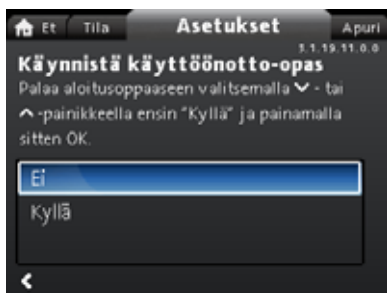 Et Tila Asetukset Apuri
3.1.19.11.0.0
Käynnistä käyttöönotto-opas
Palaa aloitusoppaaseen valitsemalla ⌄ - tai
⌃ -painikkeella ensin "Kyllä" ja painamalla
sitten OK.
Ei
Kyllä